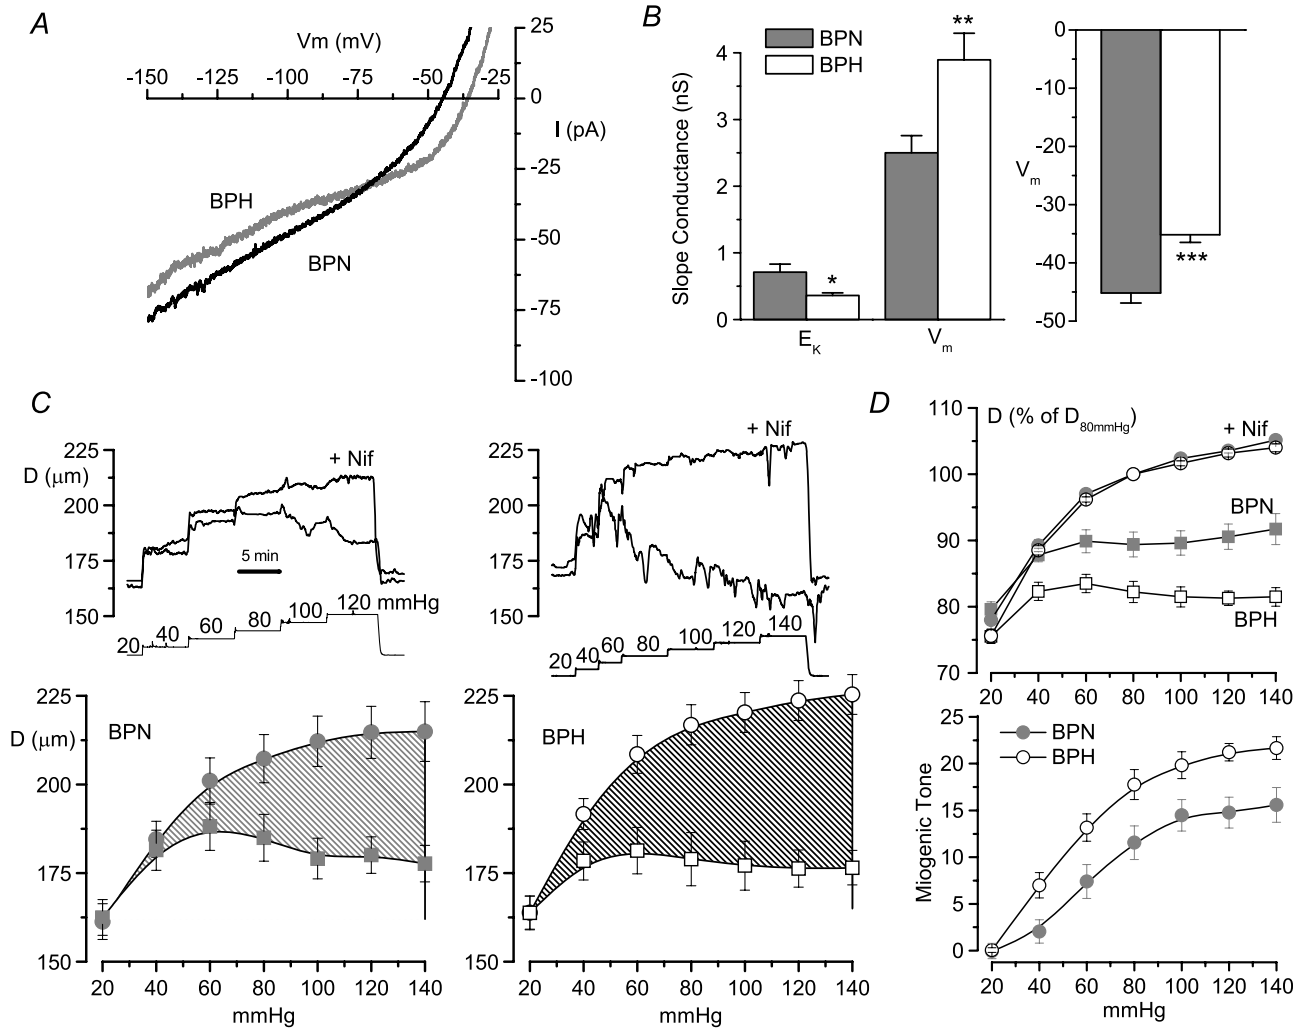 A
Vm (mV)
-150 -125 -100 -75 -50 -25
25
0
-25
-50
-75
-100
I (pA)
BPH
BPN
B
BPN
BPH
Slope Conductance (nS)
4
3
2
1
0
*
**
E_K
V_m
V_m
0
-10
-20
-30
-40
-50
***
C
D (μm)
225
200
175
150
+ Nif
5 min
20 40 60 80 100 120 mmHg
225
200
175
150
+ Nif
20 40 60 80 100 120 140
D (μm)
225
200
175
150
BPN
20 40 60 80 100 120 140
mmHg
225
200
175
150
BPH
20 40 60 80 100 120 140
mmHg
D
D (% of D_80mmHg)
110
100
90
80
70
+ Nif
BPN
BPH
20 40 60 80 100 120 140
Miogenic Tone
25
20
15
10
5
0
BPN
BPH
20 40 60 80 100 120 140
mmHg